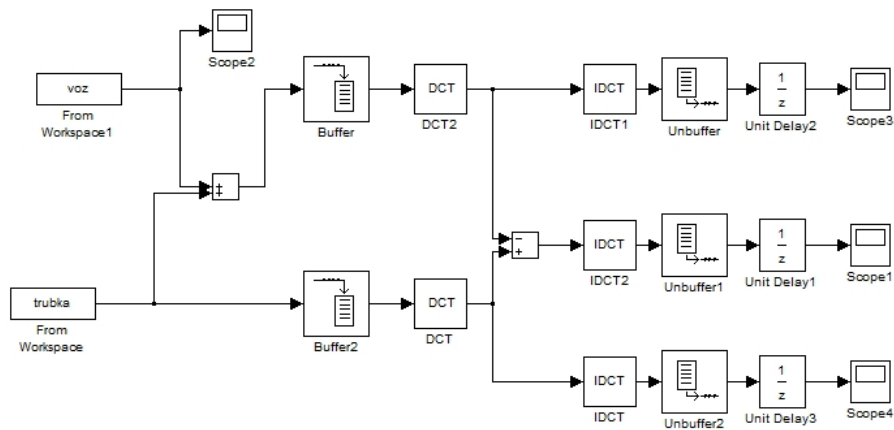 Scope2
voz
From
Workspace1
Buffer
DCT
DCT2
IDCT
IDCT1
Unbuffer
1
z
Unit Delay2
Scope3
+
+
−
+
IDCT
IDCT2
Unbuffer1
1
z
Unit Delay1
Scope1
trubka
From
Workspace
Buffer2
DCT
DCT
IDCT
IDCT
Unbuffer2
1
z
Unit Delay3
Scope4